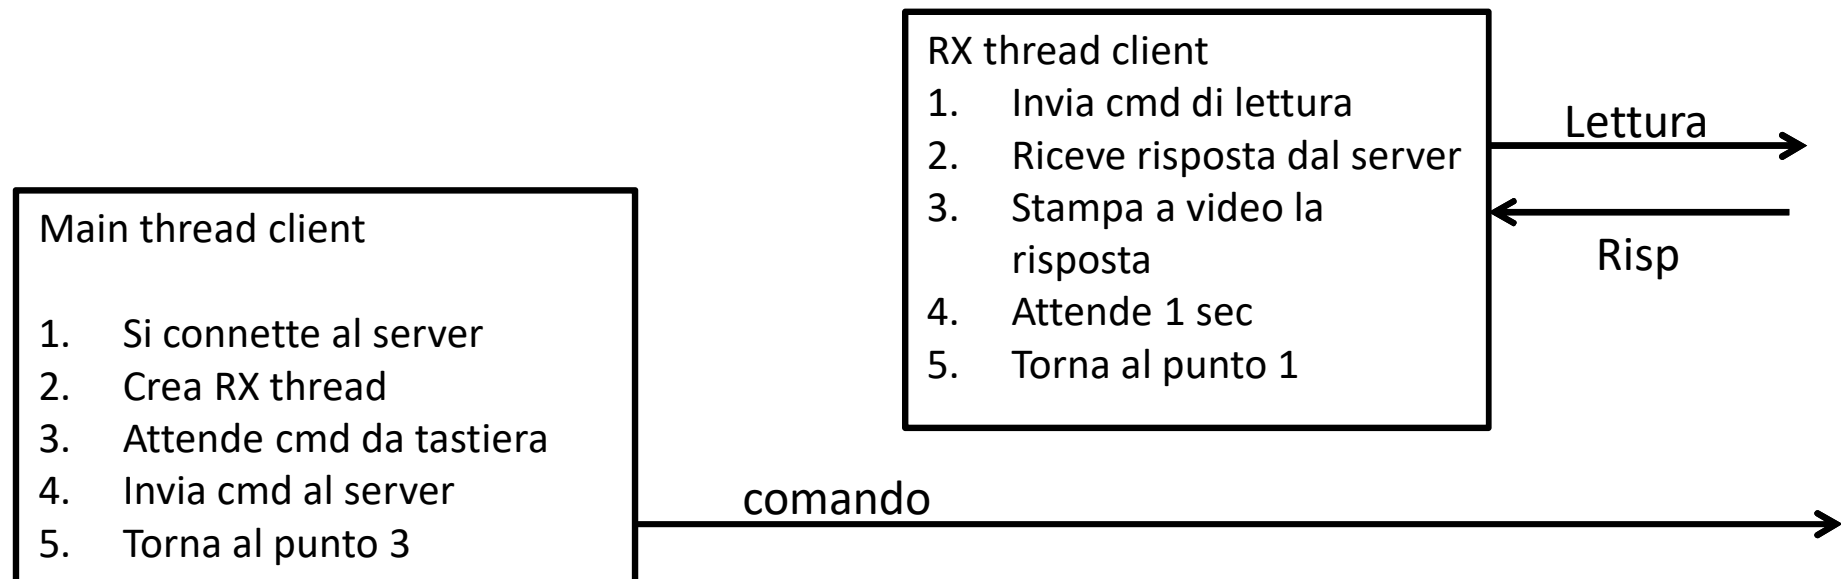 RX thread client
1. Invia cmd di lettura
2. Riceve risposta dal server
3. Stampa a video la
risposta
4. Attende 1 sec
5. Torna al punto 1
Lettura
Risp
Main thread client
1. Si connette al server
2. Crea RX thread
3. Attende cmd da tastiera
4. Invia cmd al server
5. Torna al punto 3
comando